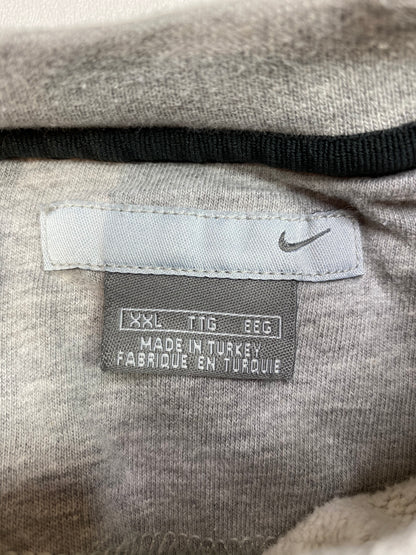 XXL TTG EEG
MADE IN TURKEY
FABRIQUE EN TURQUIE